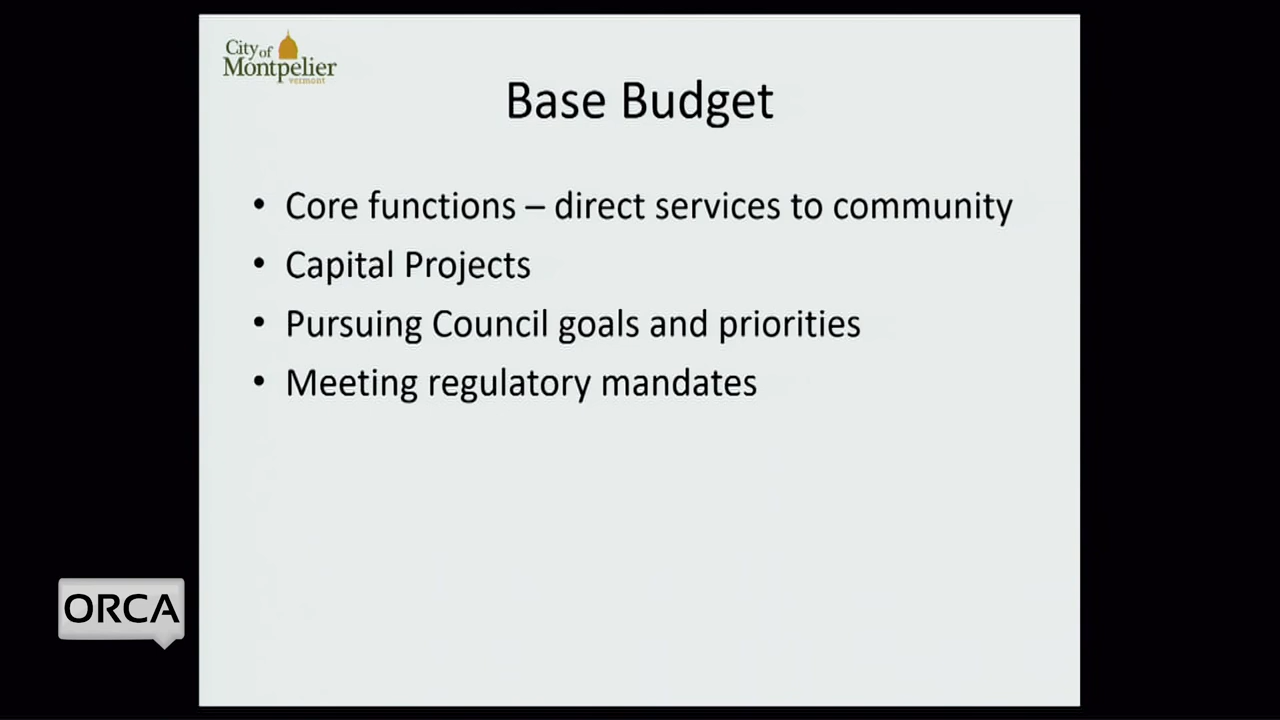 City of
Montpelier
vermont
Base Budget
• Core functions – direct services to community
• Capital Projects
• Pursuing Council goals and priorities
• Meeting regulatory mandates
ORCA